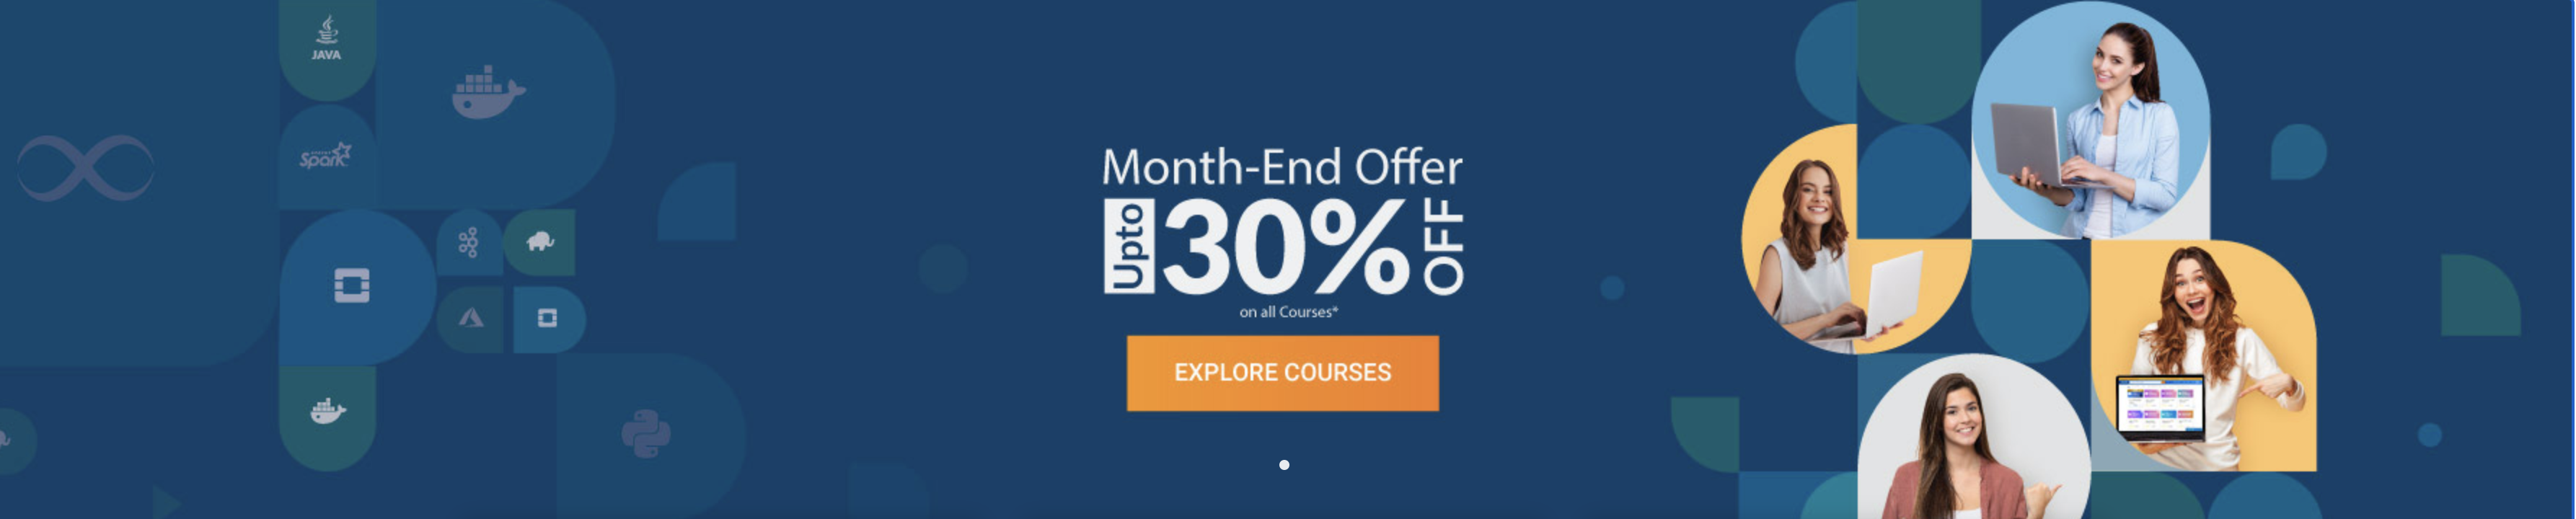 JAVA
Spark
Month-End Offer
Upto 30% OFF
on all Courses*
EXPLORE COURSES